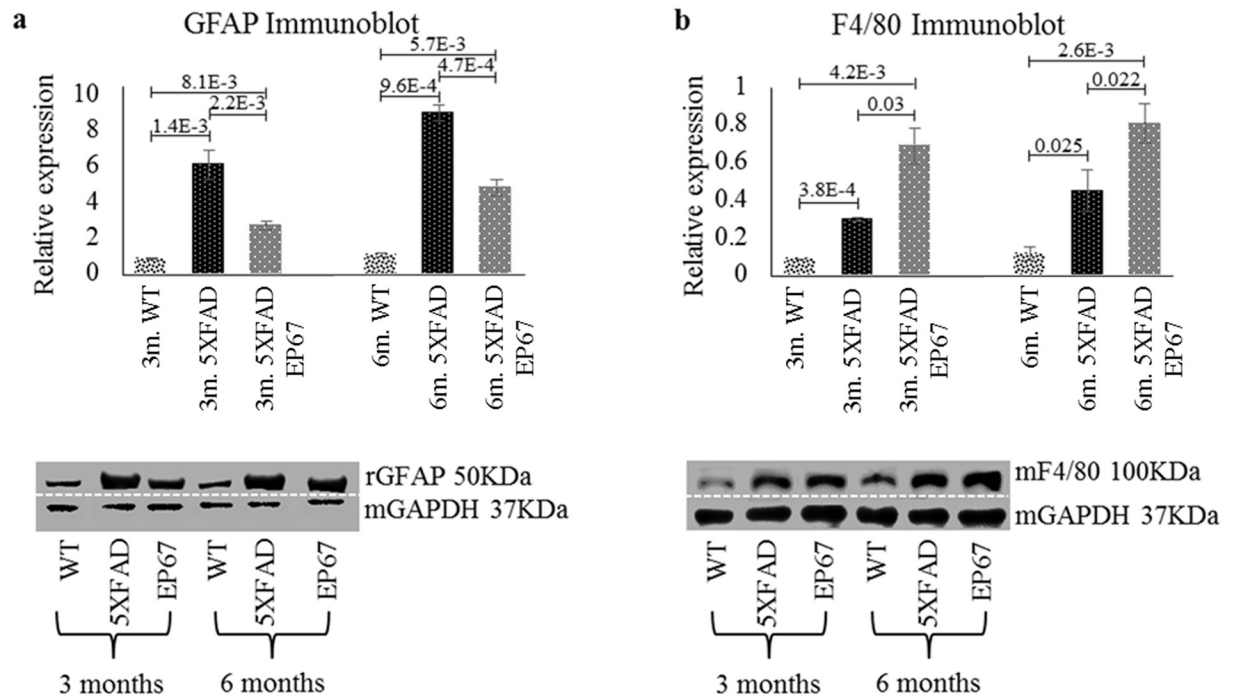 a
GFAP Immunoblot
Relative expression
10
8
6
4
2
0
8.1E-3
2.2E-3
1.4E-3
5.7E-3
4.7E-4
9.6E-4
3m. WT
3m. 5XFAD
3m. 5XFAD
EP67
6m. WT
6m. 5XFAD
6m. 5XFAD
EP67
rGFAP 50KDa
mGAPDH 37KDa
WT
5XFAD
EP67
WT
5XFAD
EP67
3 months
6 months
b
F4/80 Immunoblot
Relative expression
1
0.8
0.6
0.4
0.2
0
4.2E-3
0.03
3.8E-4
2.6E-3
0.022
0.025
3m. WT
3m. 5XFAD
3m. 5XFAD
EP67
6m. WT
6m. 5XFAD
6m. 5XFAD
EP67
mF4/80 100KDa
mGAPDH 37KDa
WT
5XFAD
EP67
WT
5XFAD
EP67
3 months
6 months